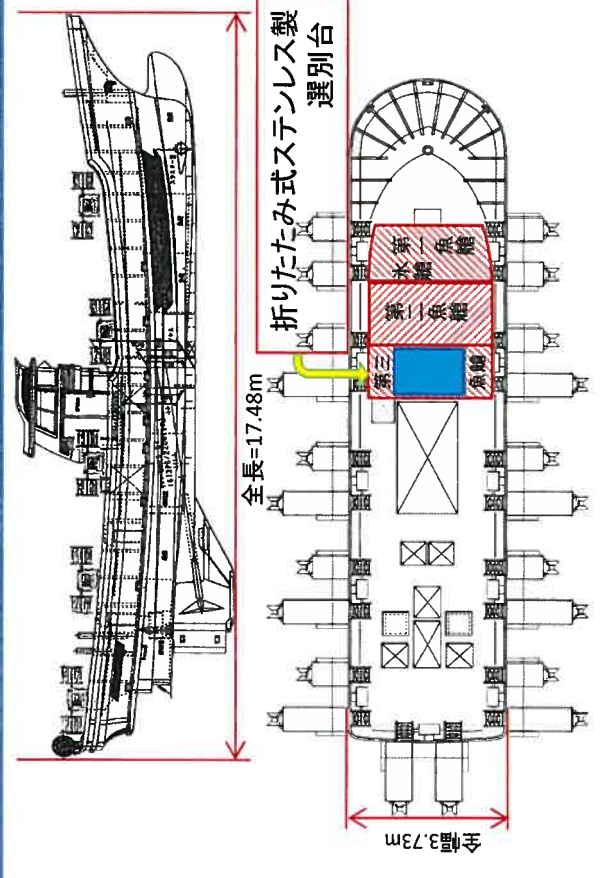 折りたたみ式ステンレス製
選別台
全長=17.48m
第一魚艙
氷艙
第二魚艙
第三
魚艙
全幅3.73m